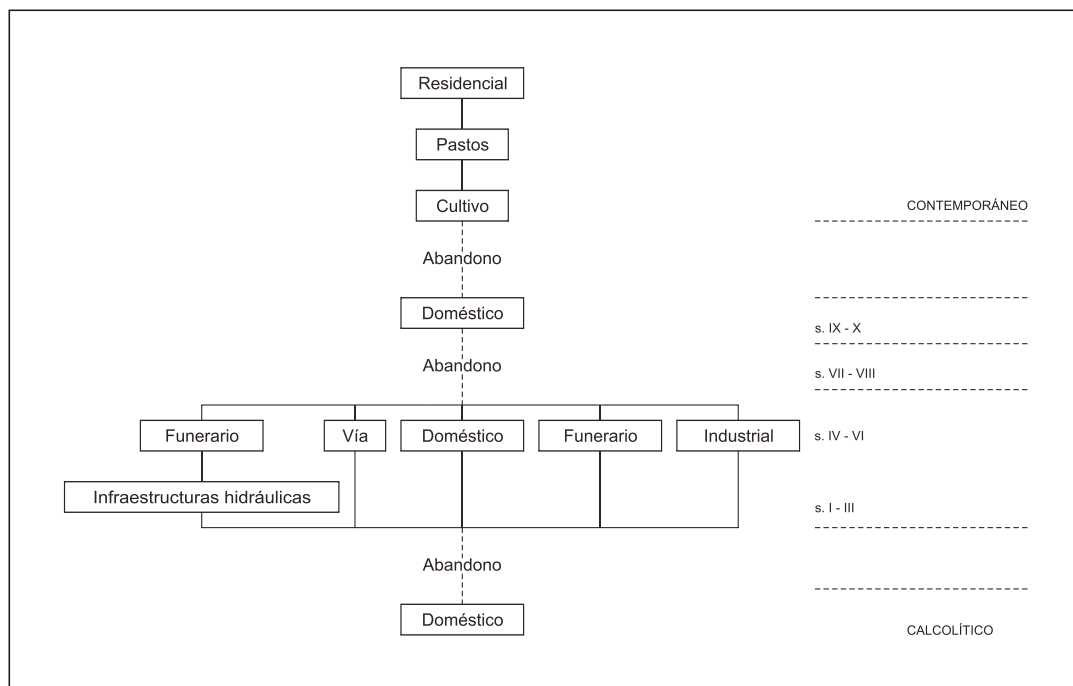 Residencial
Pastos
Cultivo
CONTEMPORÁNEO
Abandono
Doméstico
s. IX - X
Abandono
s. VII - VIII
Funerario
Vía
Doméstico
Funerario
Industrial
s. IV - VI
Infraestructuras hidráulicas
s. I - III
Abandono
Doméstico
CALCOLÍTICO